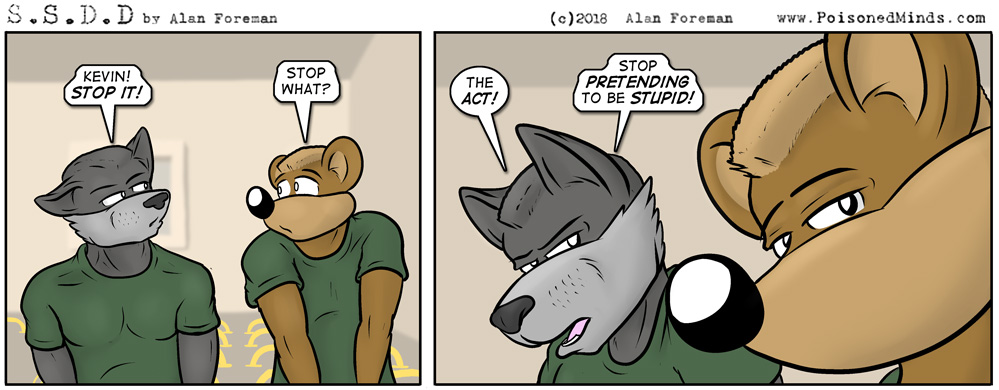 S.S.D.D by Alan Foreman
(c)2018 Alan Foreman
www.PoisonedMinds.com
KEVIN!
STOP IT!
STOP
WHAT?
THE
ACT!
STOP
PRETENDING
TO BE STUPID!